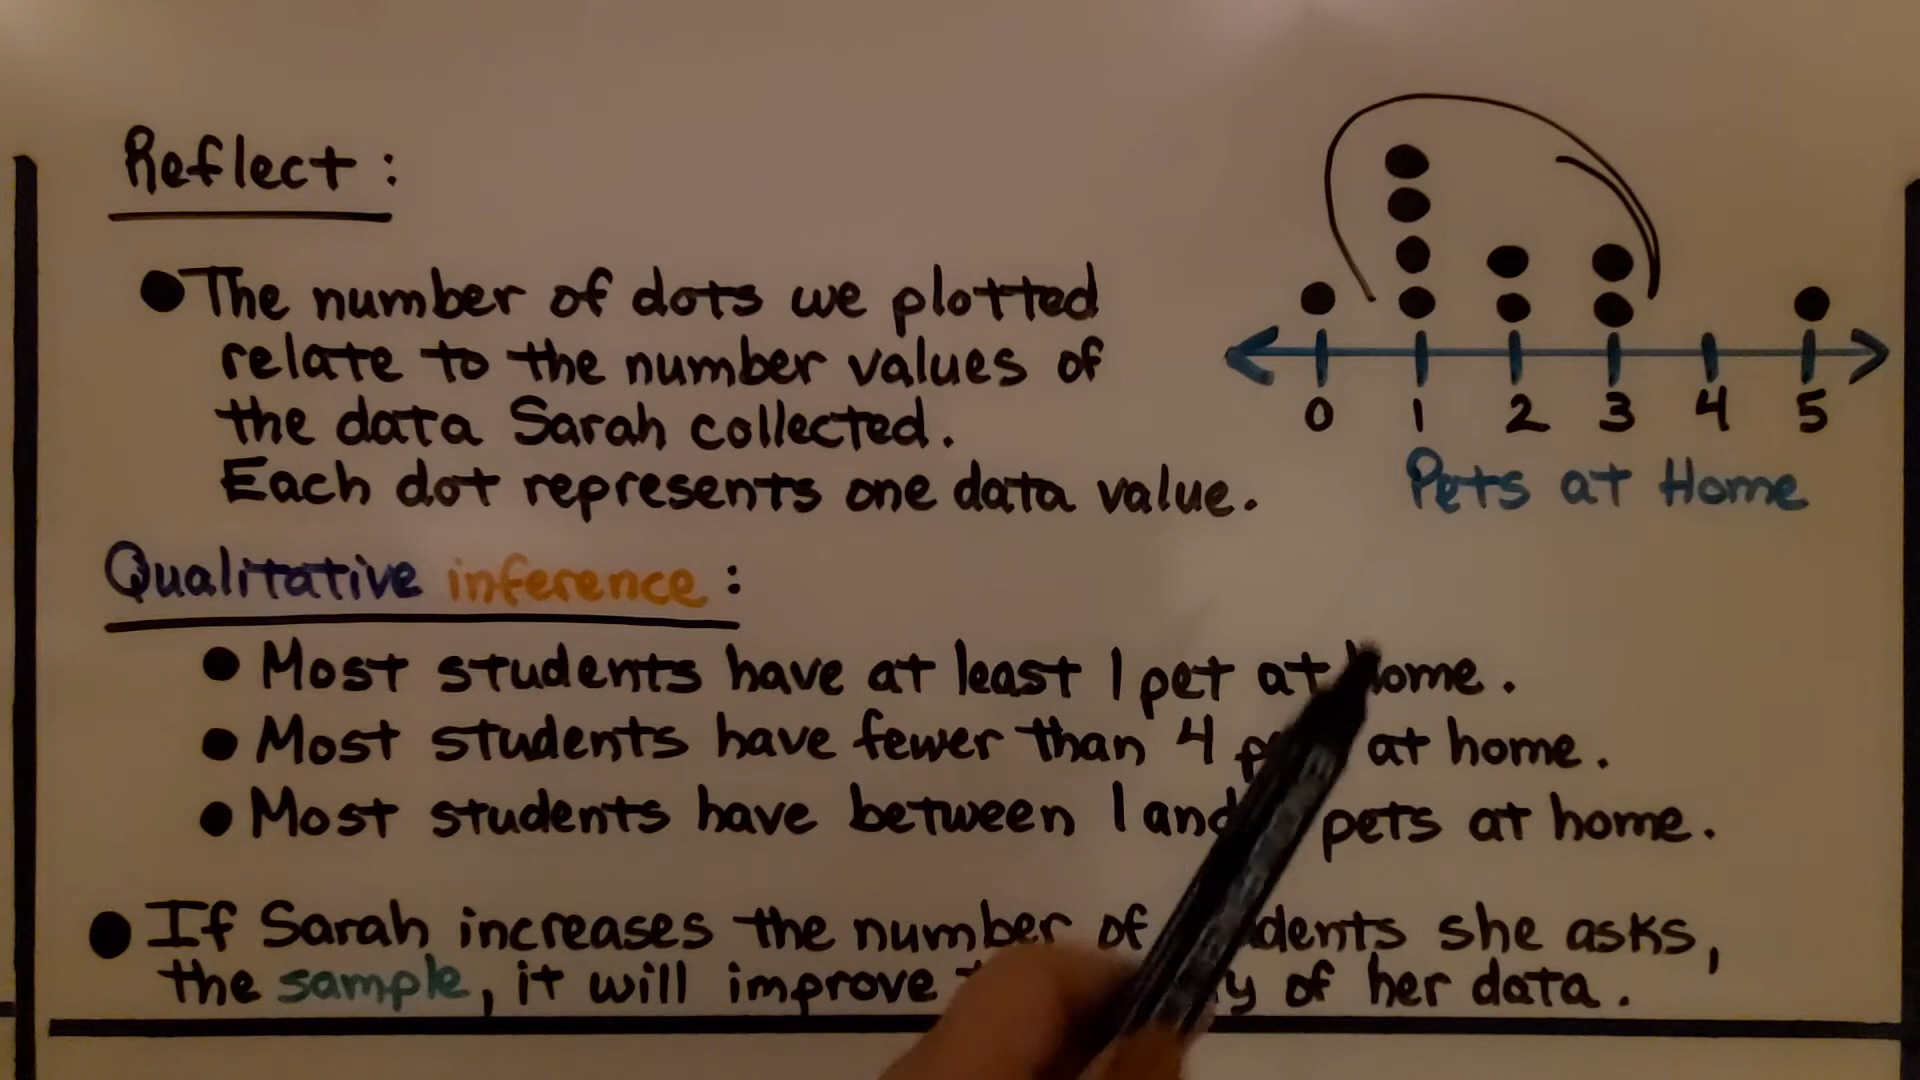 Reflect:
The number of dots we plotted
relate to the number values of
the data Sarah collected.
Each dot represents one data value.
0 1 2 3 4 5
Pets at Home
Qualitative inference:
Most students have at least 1 pet at home.
Most students have fewer than 4 at home.
Most students have between 1 and pets at home.
If Sarah increases the number of she asks,
the sample, it will improve of her data.